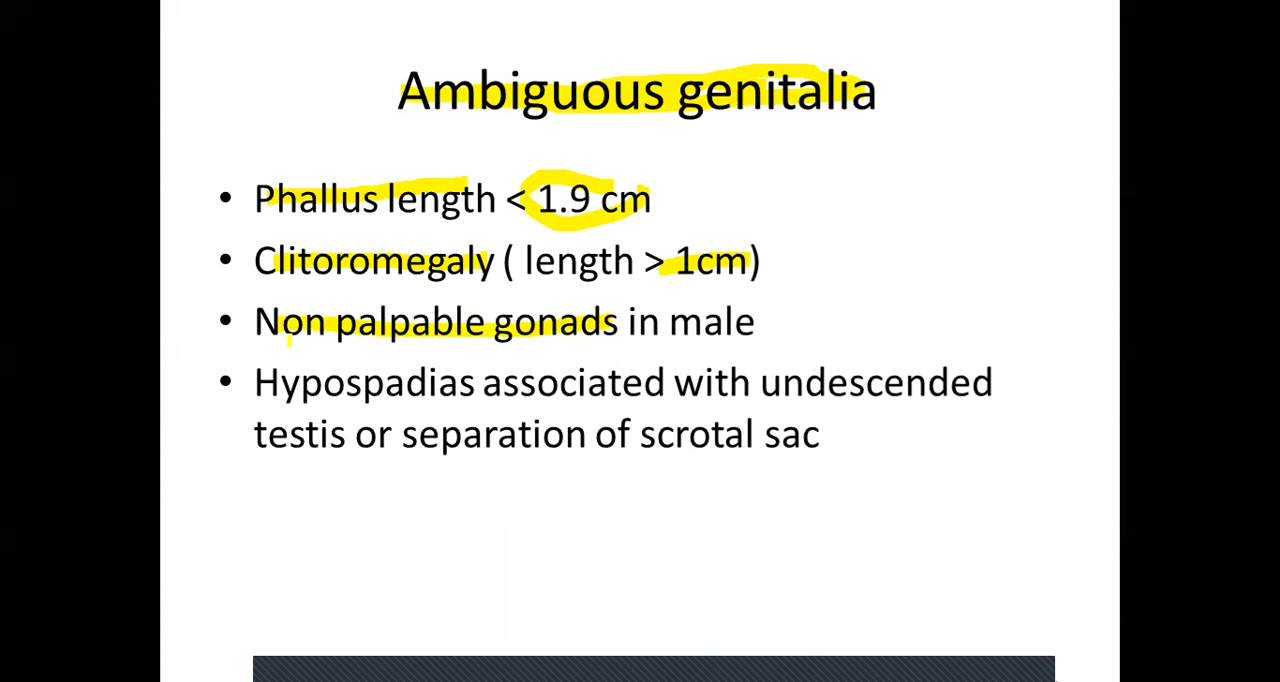 Ambiguous genitalia
• Phallus length < 1.9 cm
• Clitoromegaly ( length > 1cm)
• Non palpable gonads in male
• Hypospadias associated with undescended
testis or separation of scrotal sac